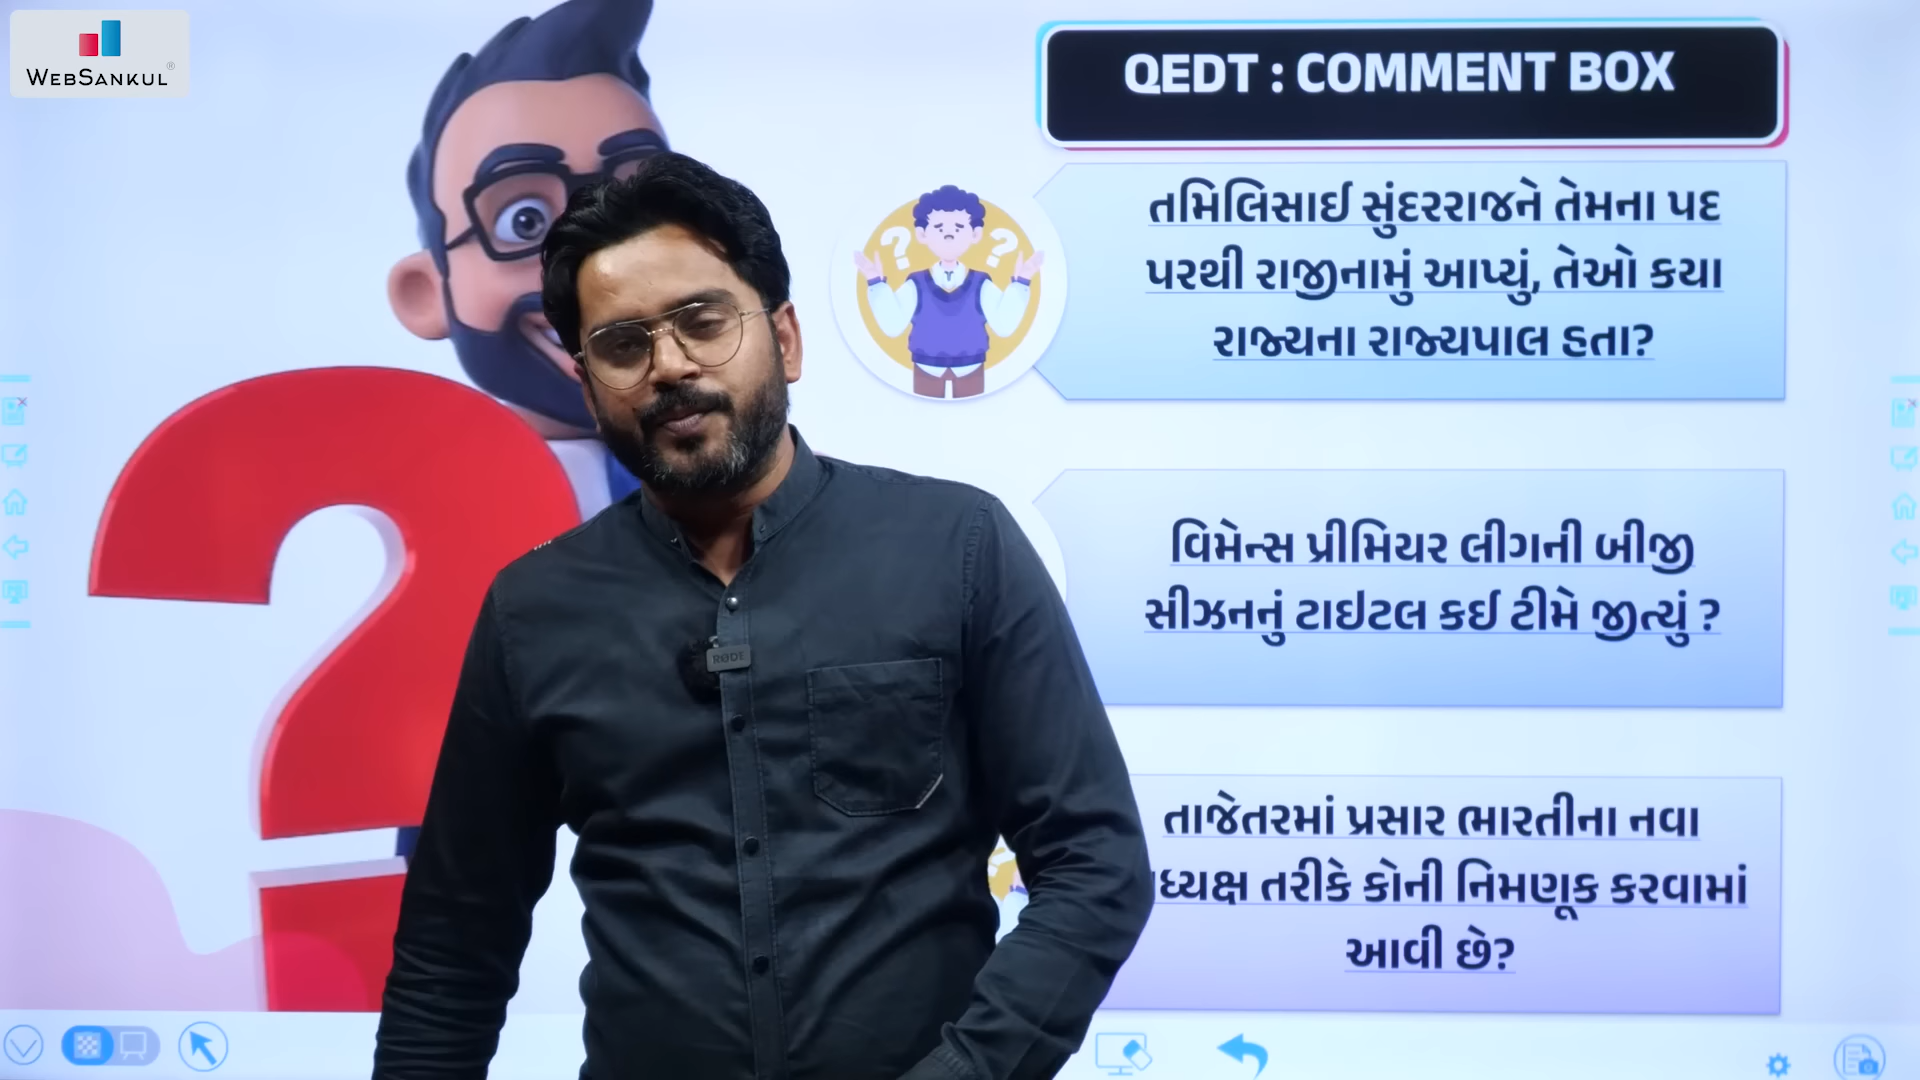 WEBSANKUL
QEDT : COMMENT BOX
તમિલિસાઈ સુંદરરાજને તેમના પદ
પરથી રાજીનામું આપ્યું, તેઓ કયા
રાજ્યના રાજ્યપાલ હતા?
વિમેન્સ પ્રીમિયર લીગની બીજી
સીઝનનું ટાઇટલ કઈ ટીમે જીત્યું ?
તાજેતરમાં પ્રસાર ભારતીના નવા
ધ્યક્ષ તરીકે કોની નિમણૂક કરવામાં
આવી છે?
RØDE